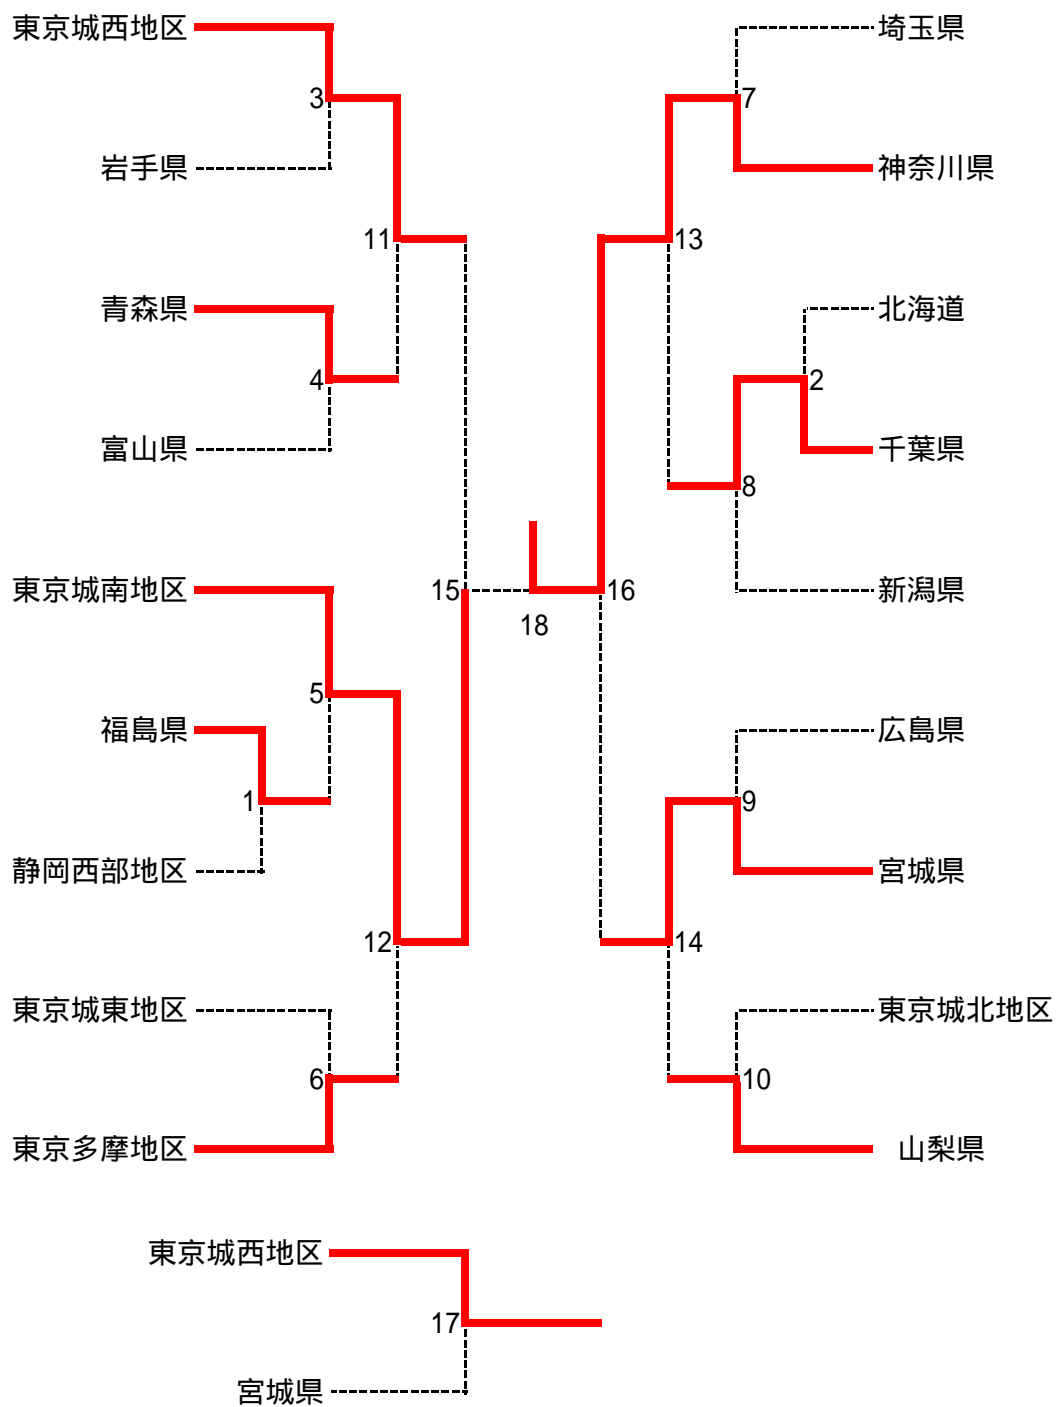 東京城西地区
埼玉県
3
7
岩手県
神奈川県
11
13
青森県
北海道
4
2
富山県
千葉県
8
東京城南地区
15
16
新潟県
18
5
福島県
広島県
1
9
静岡西部地区
宮城県
12
14
東京城東地区
東京城北地区
6
10
東京多摩地区
山梨県
東京城西地区
17
宮城県